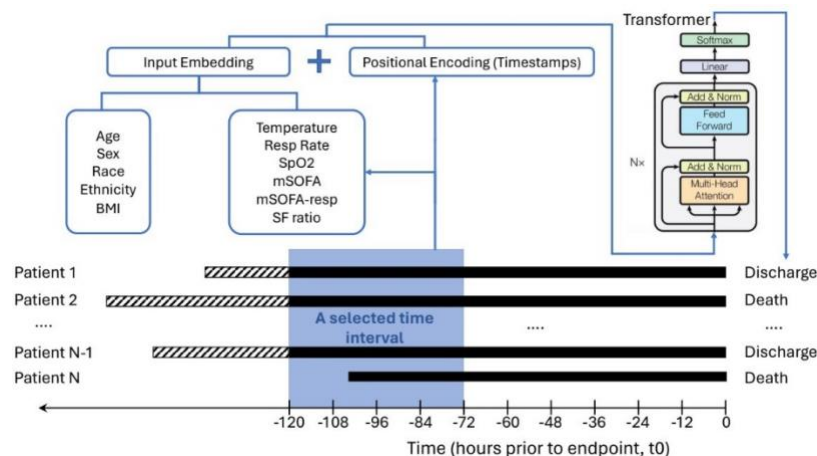 Transformer
Softmax
Linear
Add & Norm
Feed
Forward
Nx
Add & Norm
Multi-Head
Attention
Input Embedding
+
Positional Encoding (Timestamps)
Age
Sex
Race
Ethnicity
BMI
Temperature
Resp Rate
SpO2
mSOFA
mSOFA-resp
SF ratio
Patient 1
Discharge
Patient 2
Death
A selected time
interval
....
....
....
Patient N-1
Discharge
Patient N
Death
-120 -108 -96 -84 -72 -60 -48 -36 -24 -12 0
Time (hours prior to endpoint, t0)